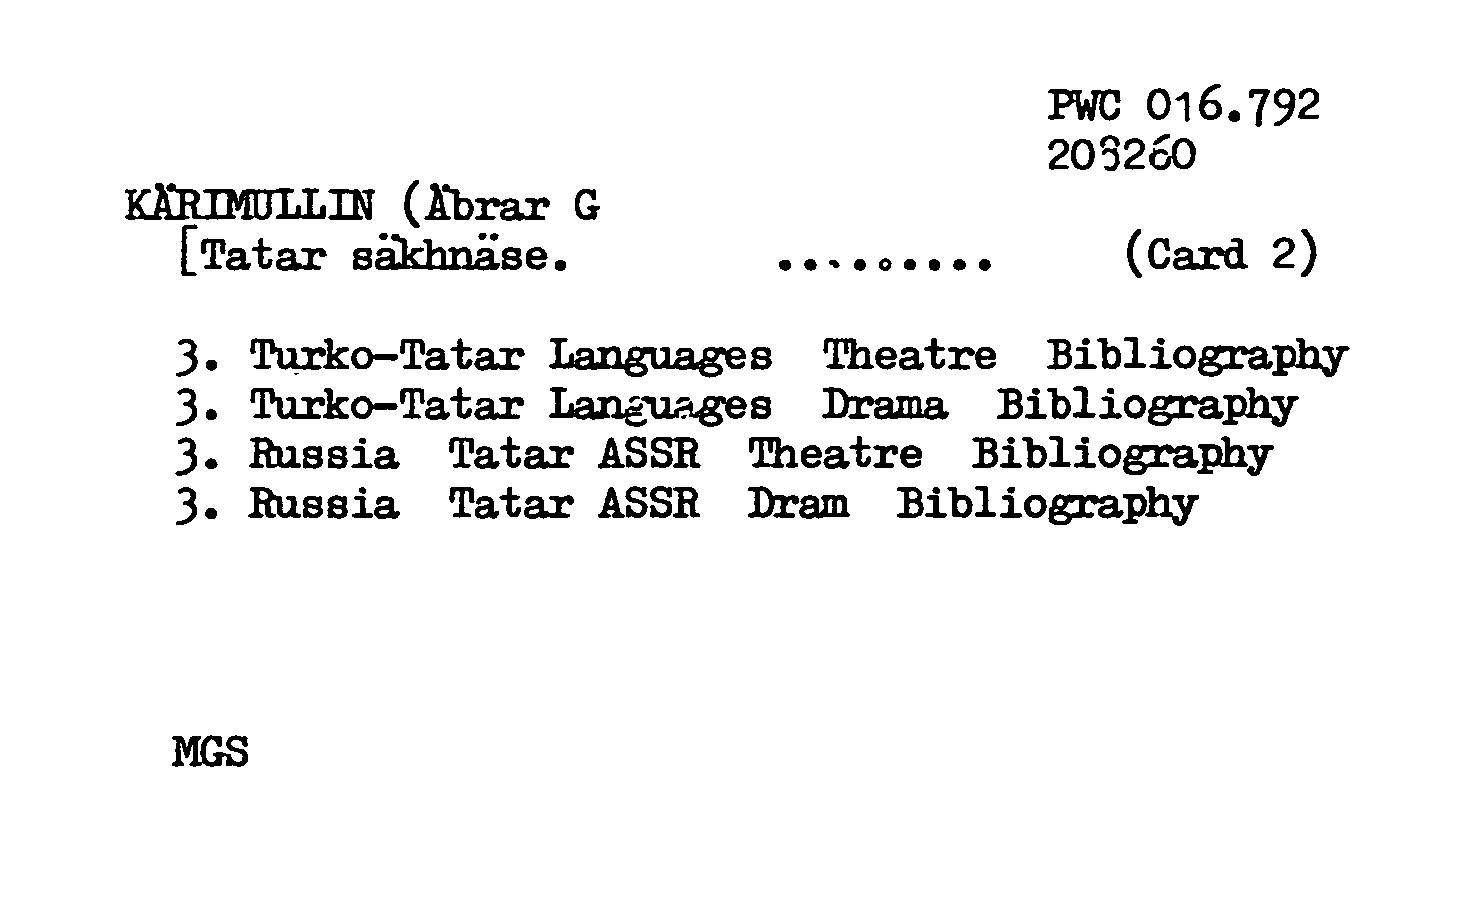 PWC 016.792
208260
KÄRIMULLIN (Äbrar G
[Tatar säkhnäse. ......... (Card 2)
3. Turko-Tatar Languages Theatre Bibliography
3. Turko-Tatar Languages Drama Bibliography
3. Russia Tatar ASSR Theatre Bibliography
3. Russia Tatar ASSR Dram Bibliography
MGS